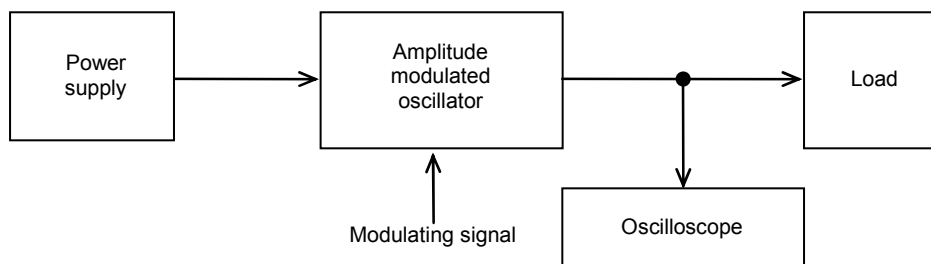 Power
supply
Amplitude
modulated
oscillator
Load
Modulating signal
Oscilloscope